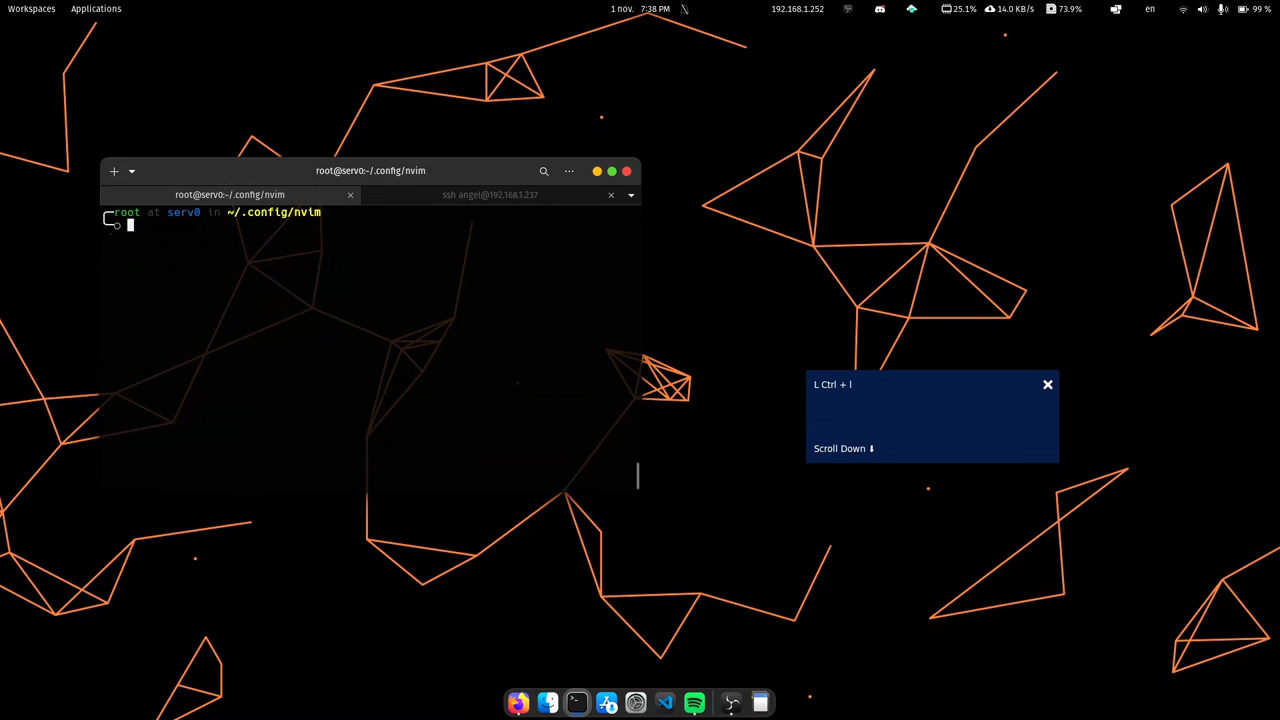 Workspaces Applications 1 nov. 7:38 PM 192.168.1.252 25.1% 14.0 KB/s 73.9% en 99 %
root@serv0:~/.config/nvim
root@serv0:~/.config/nvim ssh angel@192.168.1.237
root at serv0 in ~/.config/nvim
L Ctrl + l
Scroll Down ⬇